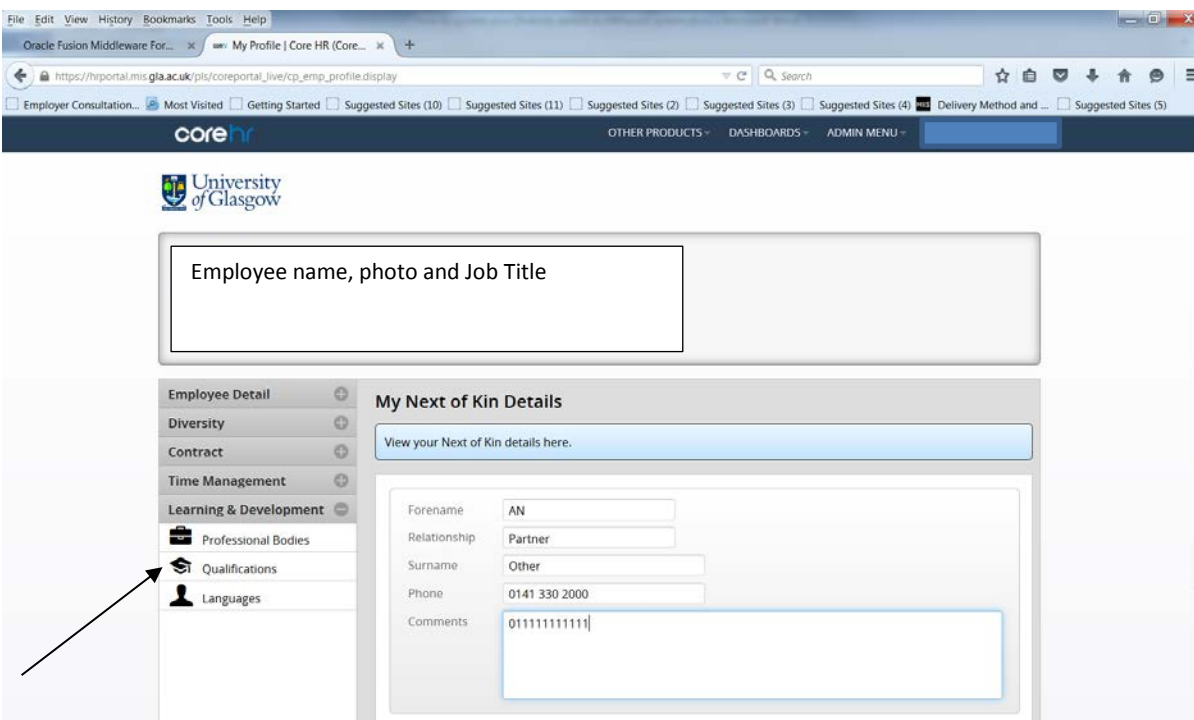 File Edit View History Bookmarks Tools Help
Oracle Fusion Middleware For... × My Profile | Core HR (Core... × +
https://hrportal.mis.gla.ac.uk/pls/coreportal_live/cp_emp_profile.display Search
Employer Consultation... Most Visited Getting Started Suggested Sites (10) Suggested Sites (11) Suggested Sites (2) Suggested Sites (3) Suggested Sites (4) Delivery Method and ... Suggested Sites (5)
corehr OTHER PRODUCTS DASHBOARDS ADMIN MENU
University
of Glasgow
Employee name, photo and Job Title
Employee Detail
Diversity
Contract
Time Management
Learning & Development
Professional Bodies
Qualifications
Languages
My Next of Kin Details
View your Next of Kin details here.
Forename AN
Relationship Partner
Surname Other
Phone 0141 330 2000
Comments 011111111111